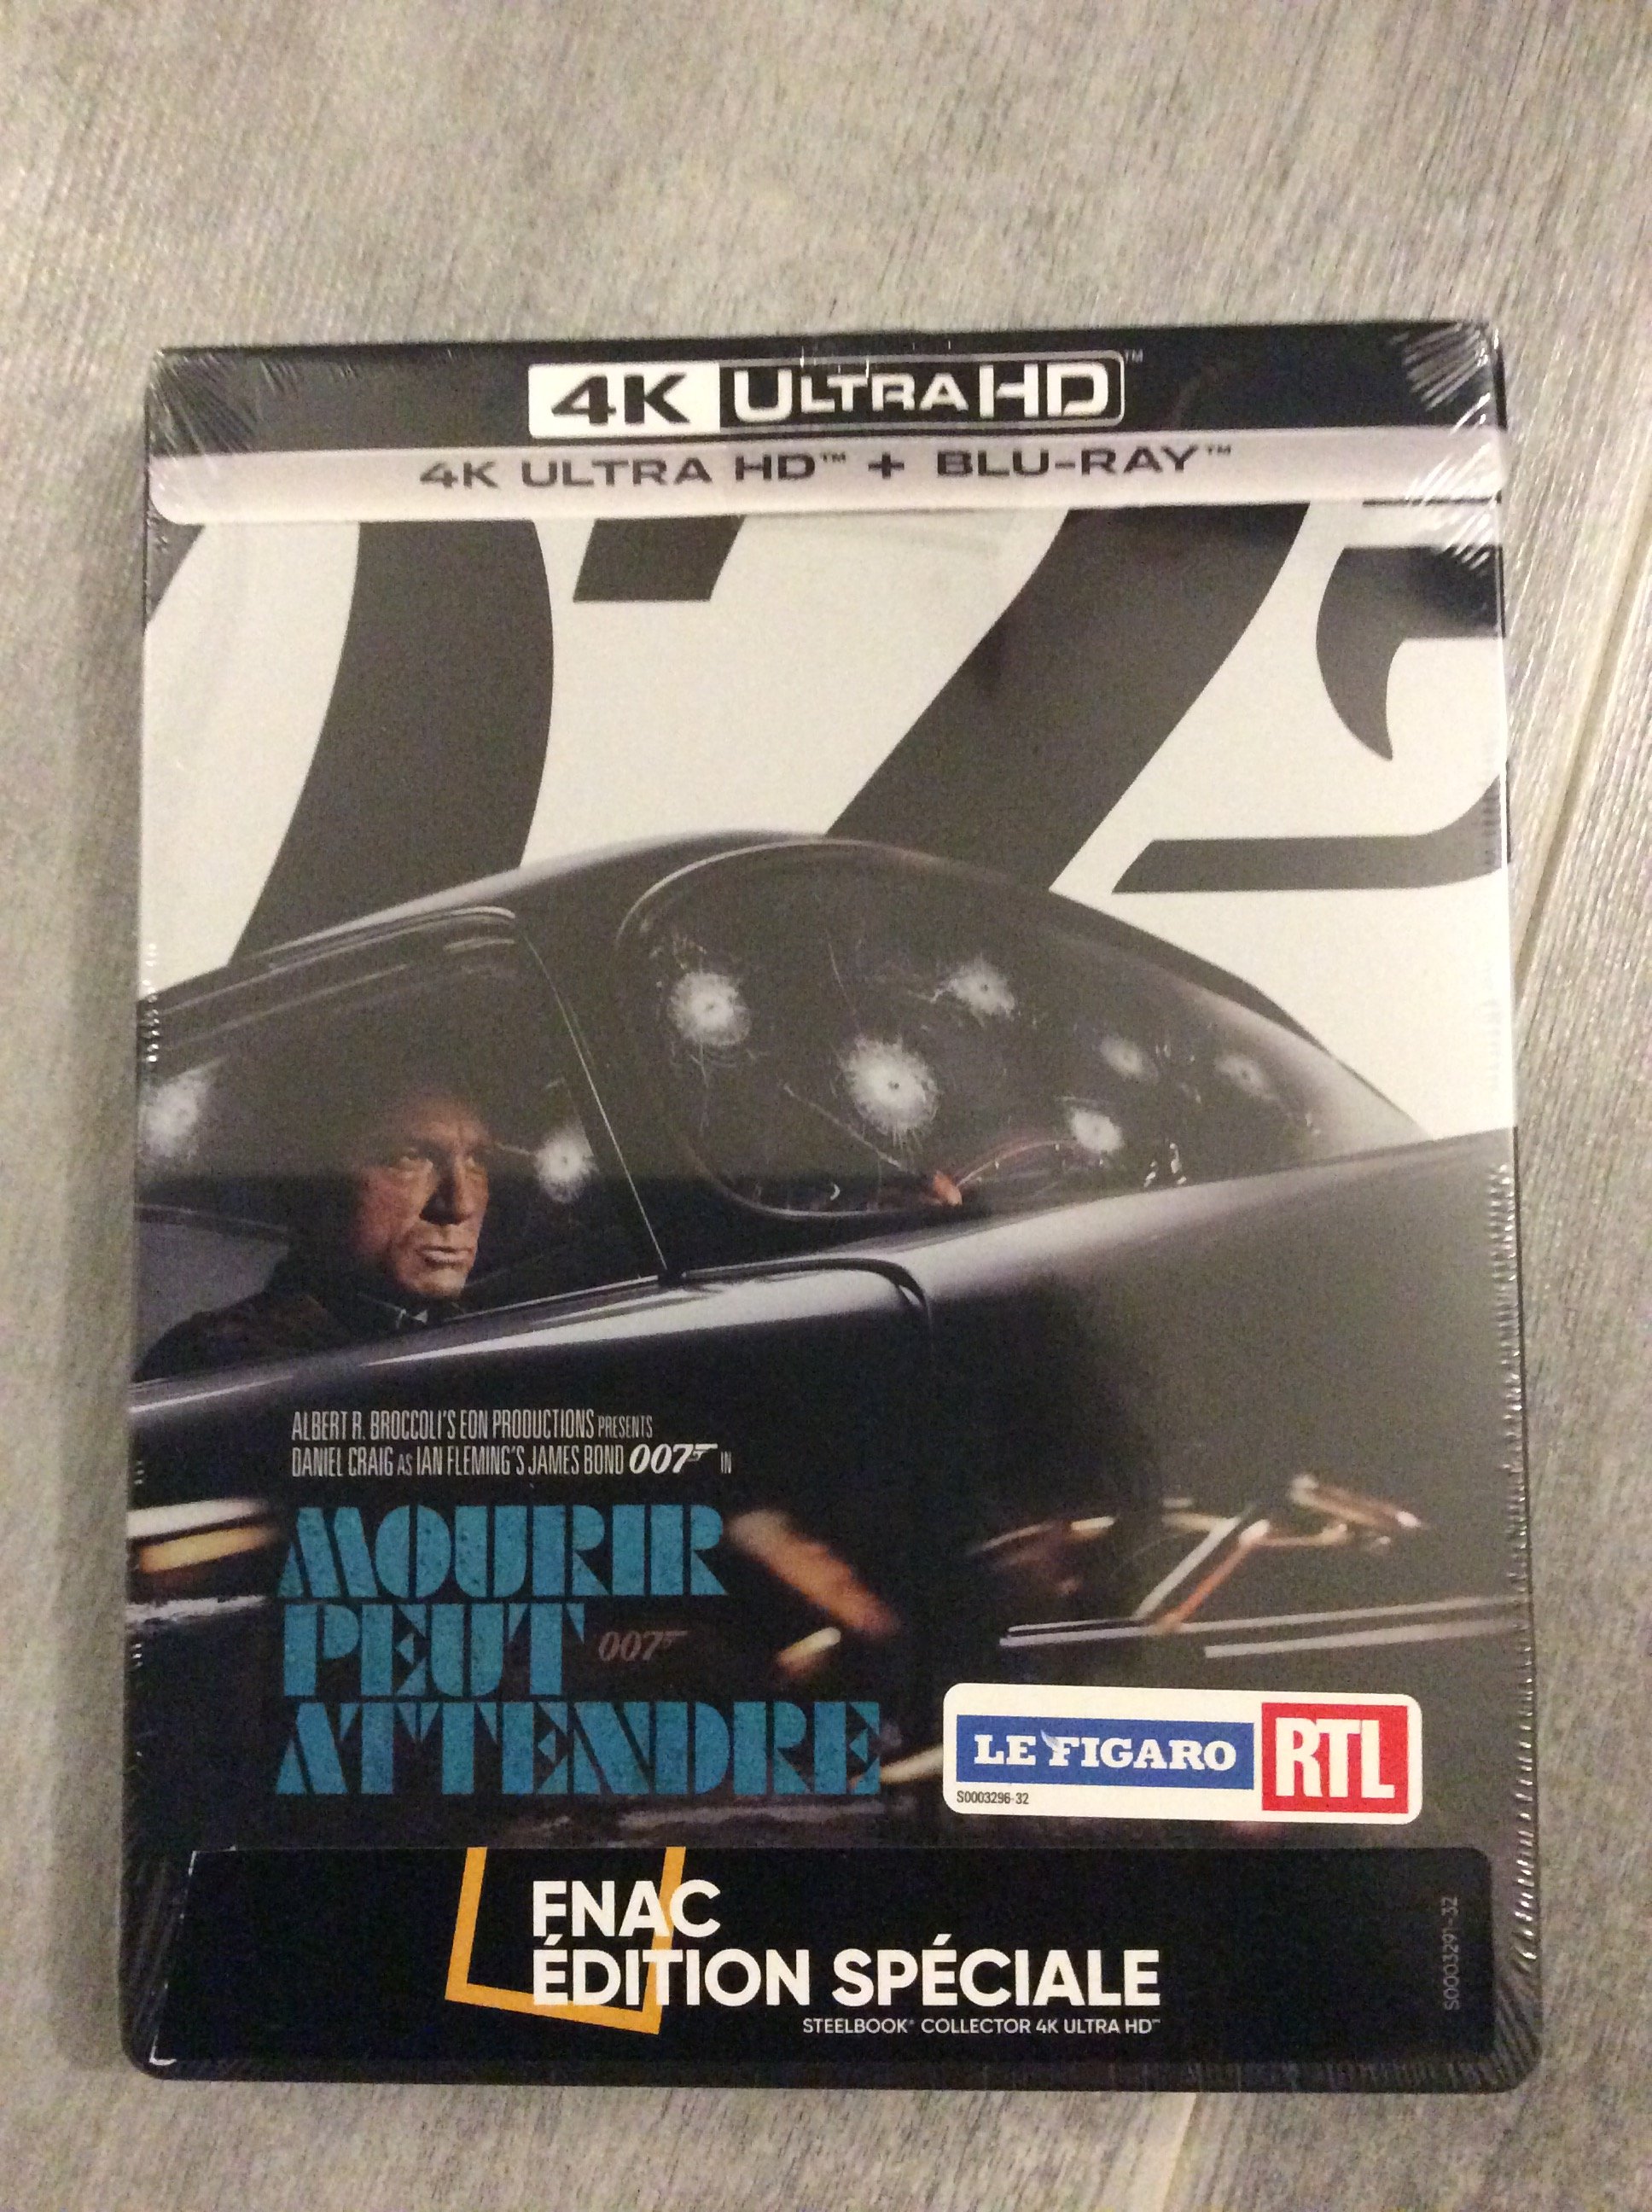 4K ULTRA HD™
4K ULTRA HD™ + BLU-RAY™
ALBERT R. BROCCOLI'S EON PRODUCTIONS PRESENTS
DANIEL CRAIG AS IAN FLEMING'S JAMES BOND 007 IN
MOURIR
PEUT 007
ATTENDRE
LE FIGARO RTL
S0003296-32
FNAC
ÉDITION SPÉCIALE
STEELBOOK® COLLECTOR 4K ULTRA HD™
S0003291-32